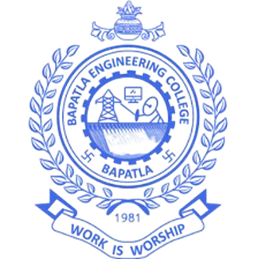 BAPATLA ENGINEERING COLLEGE
BAPATLA
1981
WORK IS WORSHIP